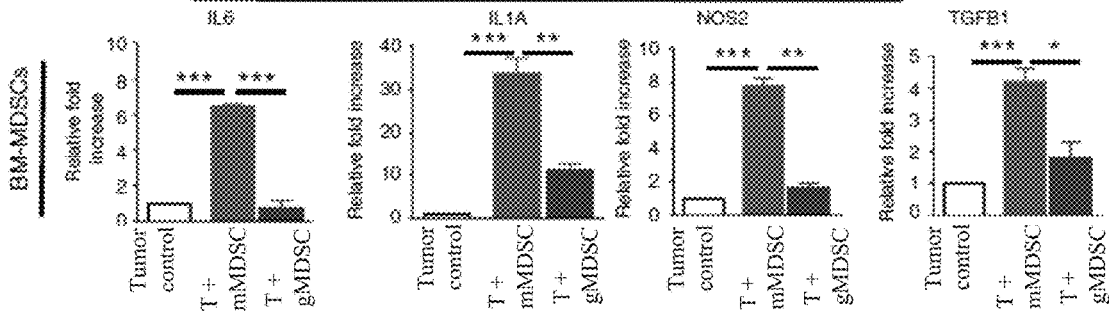 IL6
IL1A
NOS2
TGFB1
BM-MDSCs
Relative fold
increase
10
8
6
4
2
0
***
***
Tumor
control
T +
mMDSC
T +
gMDSC
Relative fold increase
40
30
20
10
0
***
**
Tumor
control
T +
mMDSC
T +
gMDSC
Relative fold increase
10
8
6
4
2
0
***
**
Tumor
control
T +
mMDSC
T +
gMDSC
Relative fold increase
5
4
3
2
1
0
***
*
Tumor
control
T +
mMDSC
T +
gMDSC